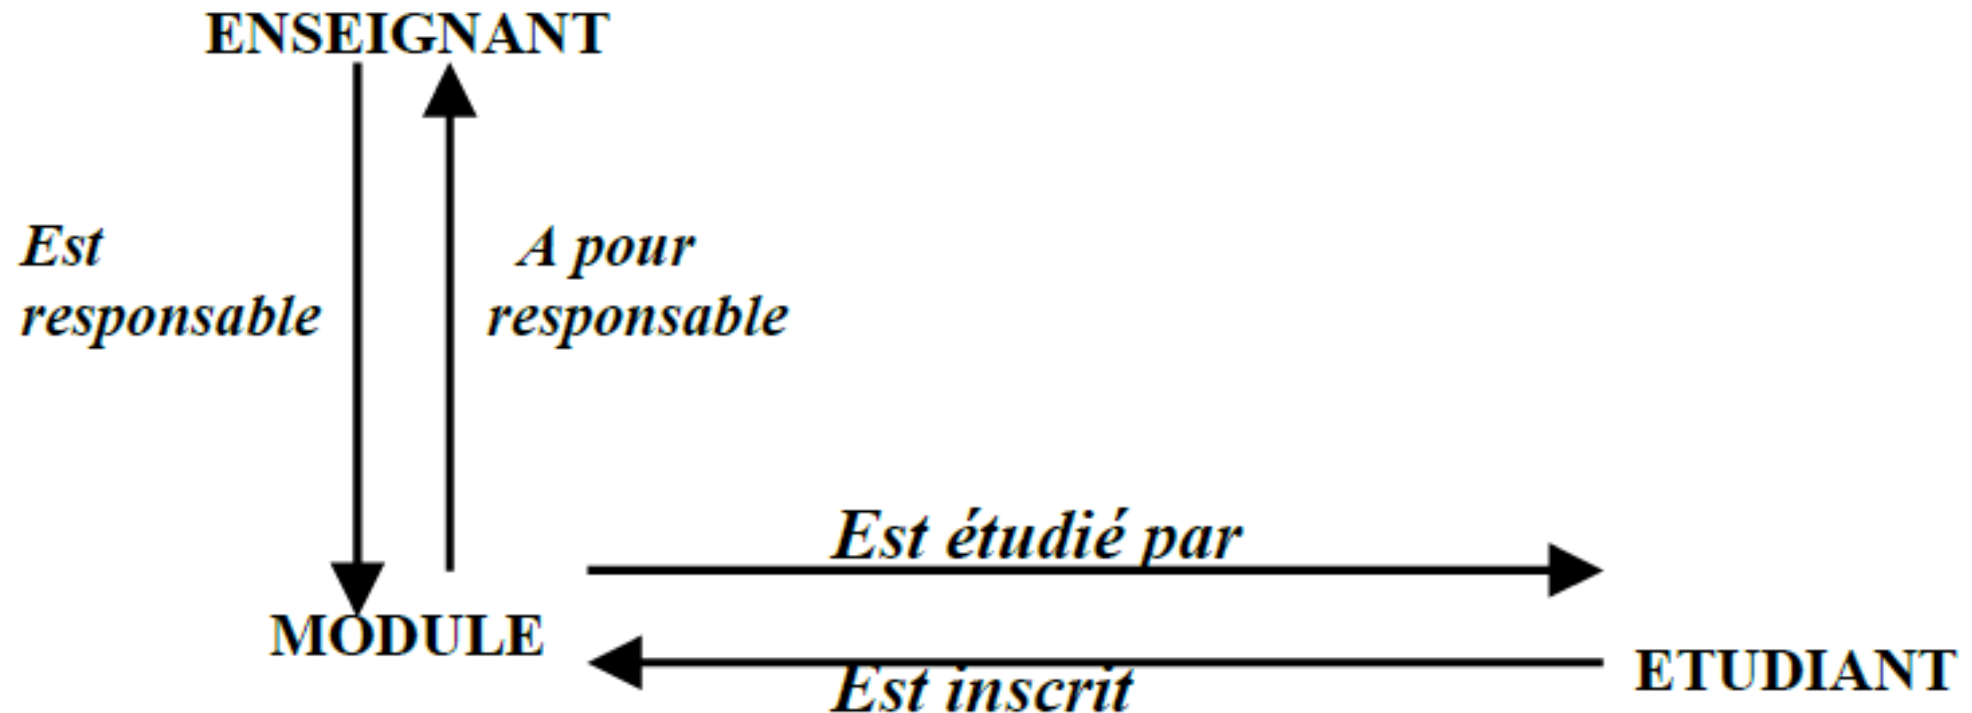 ENSEIGNANT
Est
responsable
A pour
responsable
Est étudié par
MODULE
Est inscrit
ETUDIANT